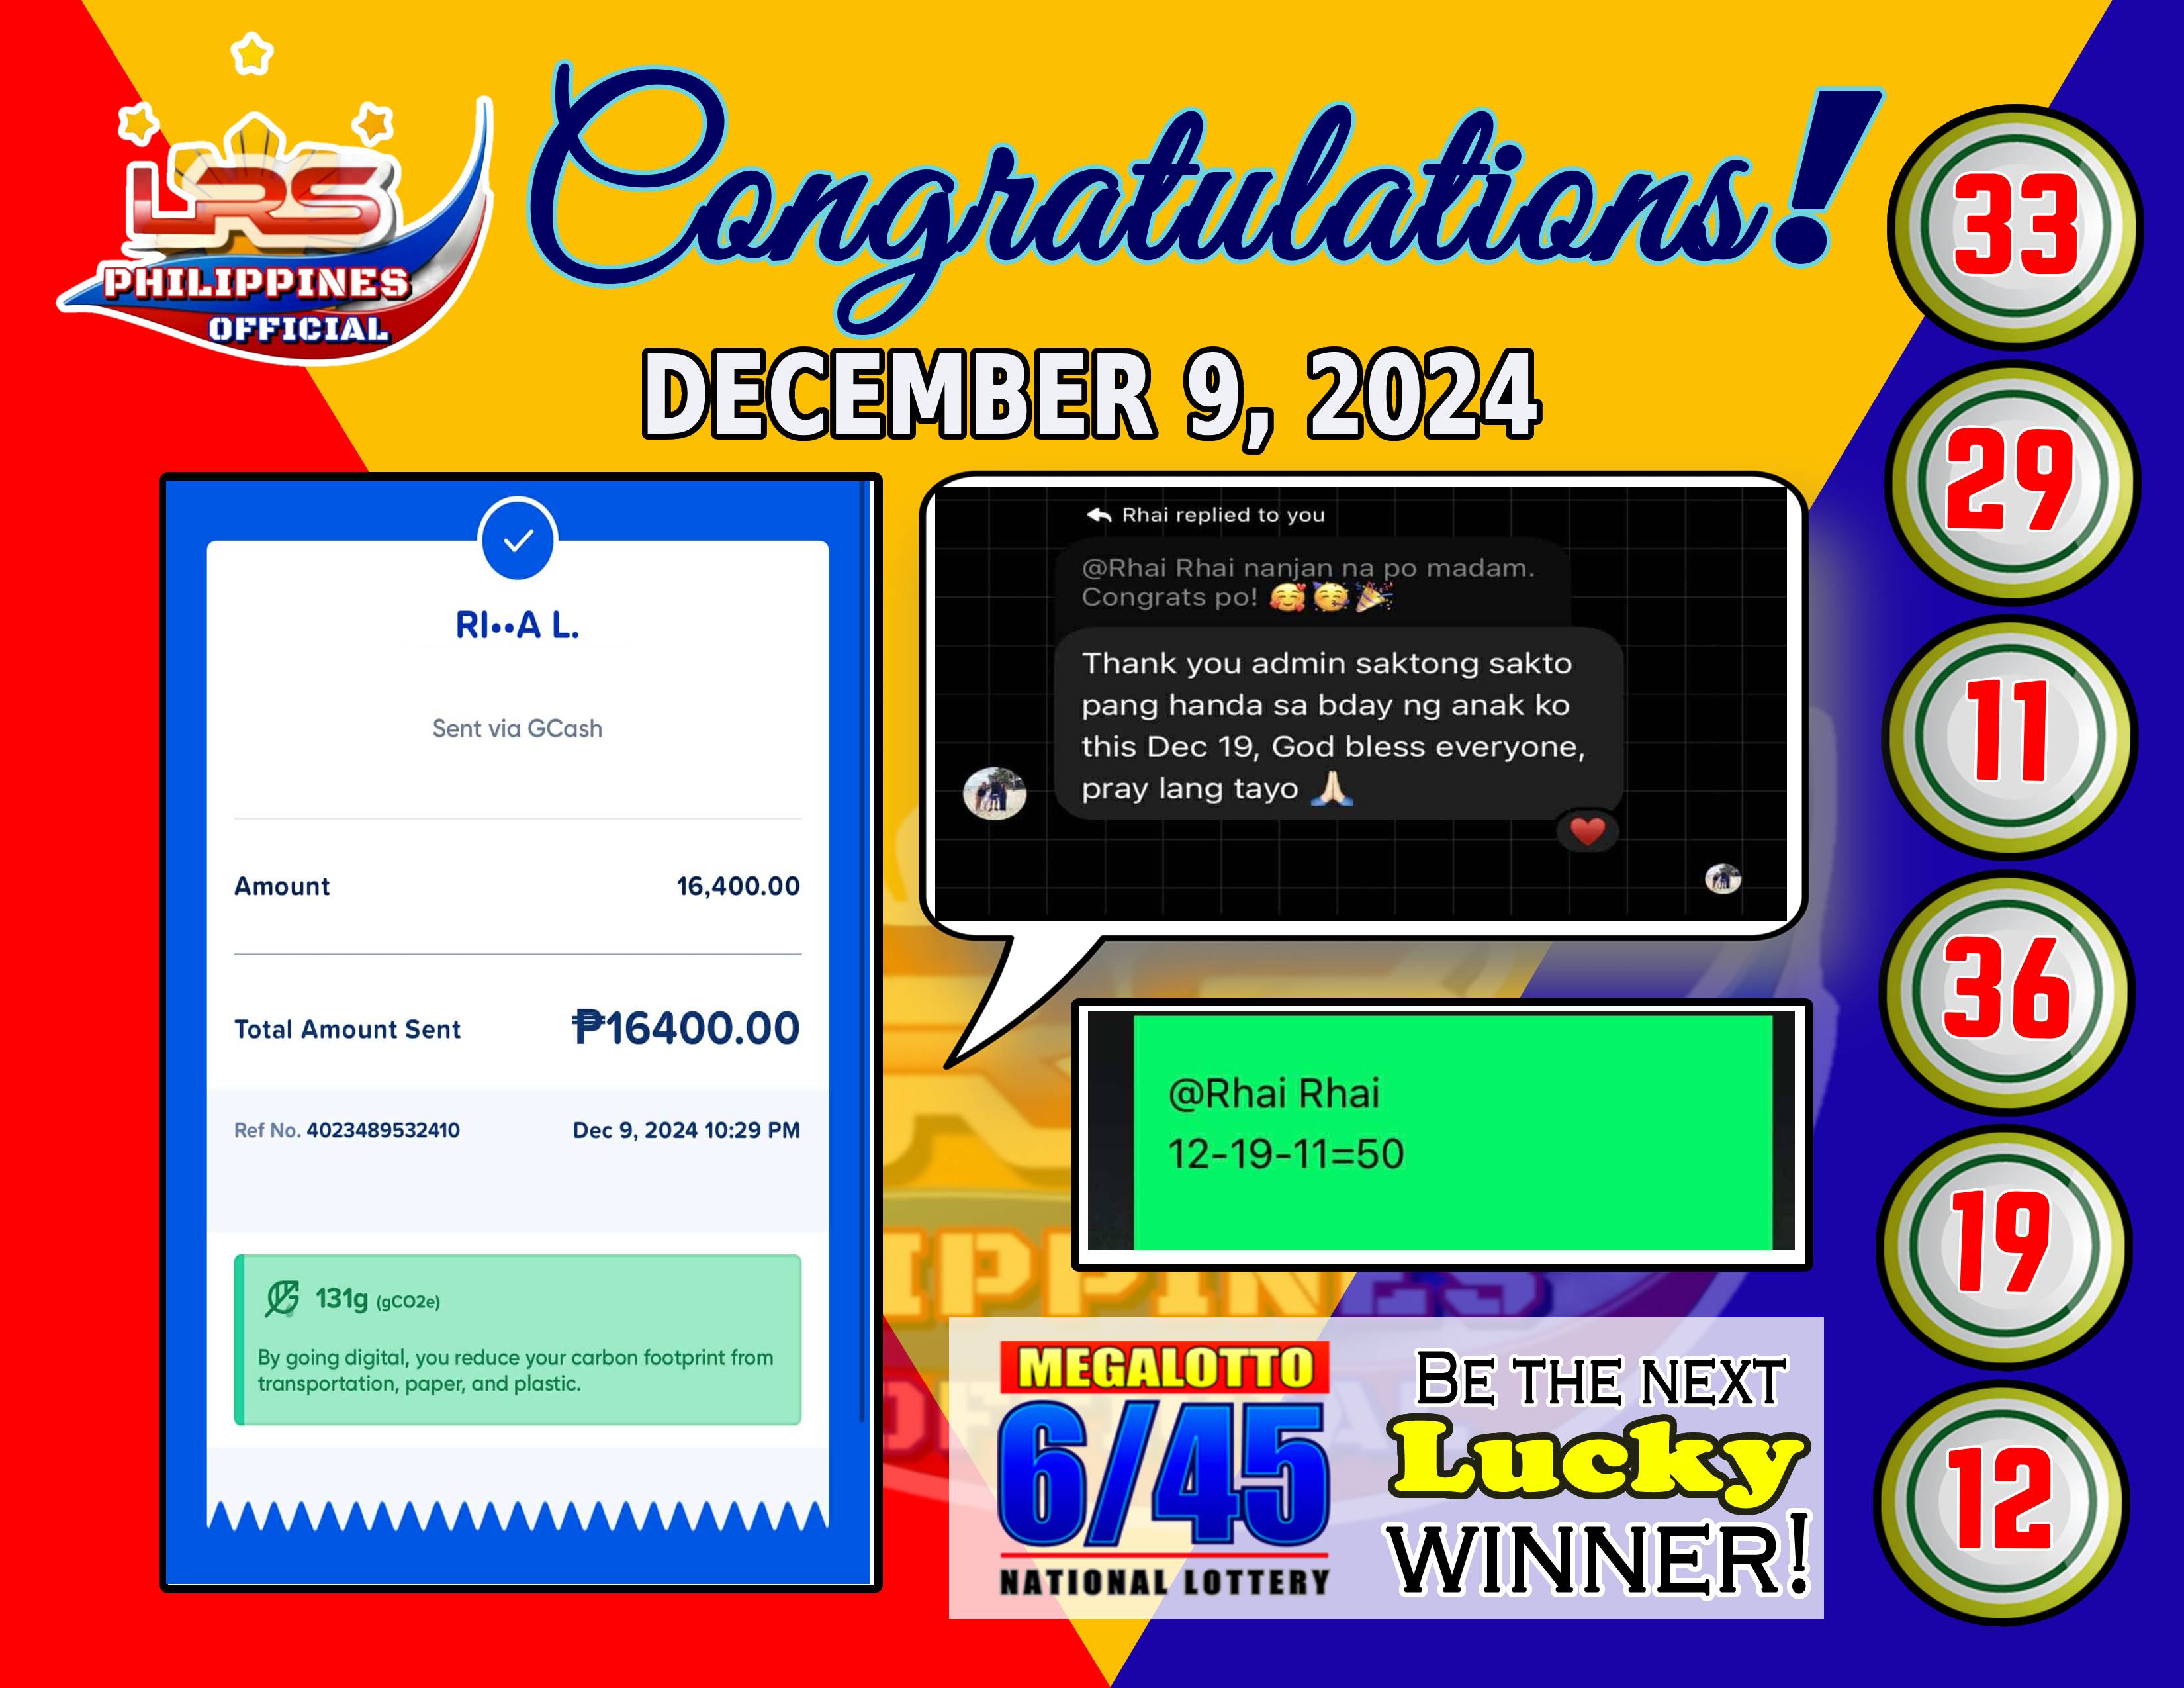 LRS
PHILIPPINES
OFFICIAL
Congratulations!
DECEMBER 9, 2024
RI••A L.
Sent via GCash
Amount 16,400.00
Total Amount Sent ₱16400.00
Ref No. 4023489532410 Dec 9, 2024 10:29 PM
131g (gCO2e)
By going digital, you reduce your carbon footprint from
transportation, paper, and plastic.
Rhai replied to you
@Rhai Rhai nanjan na po madam.
Congrats po! 🥰🥳🎉
Thank you admin saktong sakto
pang handa sa bday ng anak ko
this Dec 19, God bless everyone,
pray lang tayo 🙏🏻
❤️
@Rhai Rhai
12-19-11=50
MEGALOTTO
6/45
NATIONAL LOTTERY
BE THE NEXT
Lucky
WINNER!
33
29
11
36
19
12